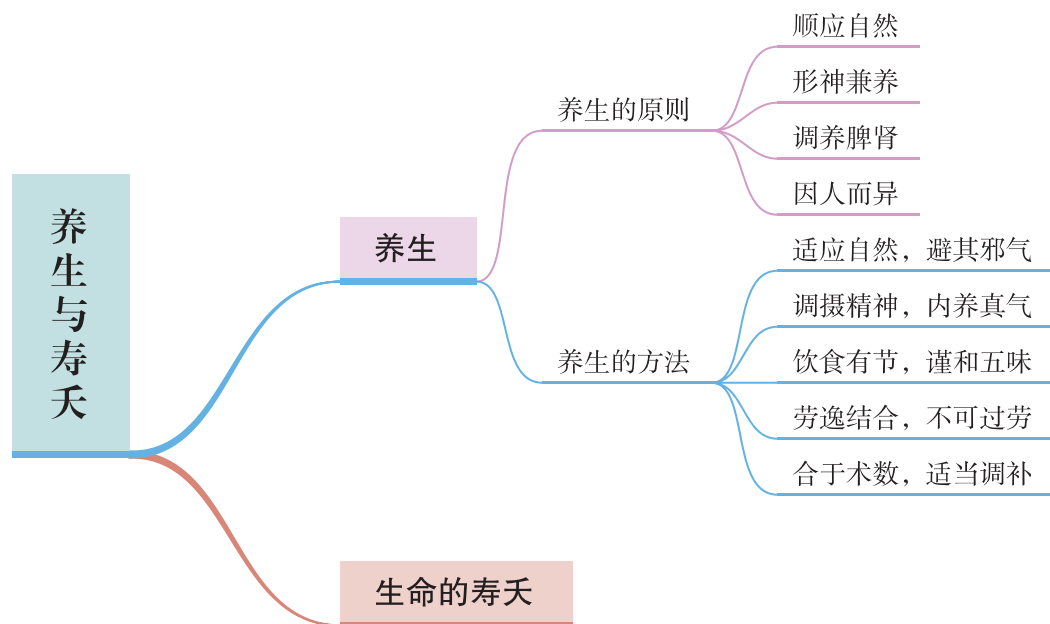 养生与寿夭
养生
养生的原则
顺应自然
形神兼养
调养脾肾
因人而异
养生的方法
适应自然，避其邪气
调摄精神，内养真气
饮食有节，谨和五味
劳逸结合，不可过劳
合于术数，适当调补
生命的寿夭